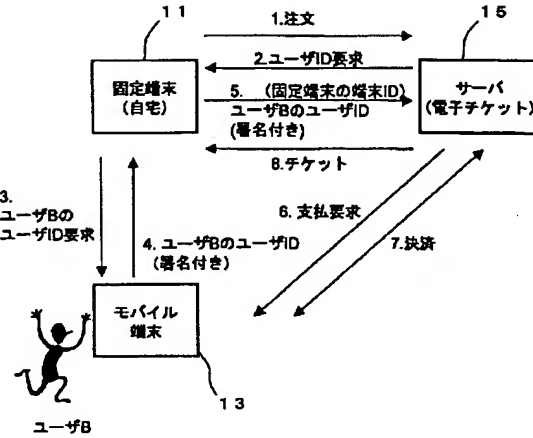 11
15
1.注文
2.ユーザID要求
固定端末
(自宅)
5. (固定端末の端末ID)
ユーザBのユーザID
(署名付き)
サーバ
(電子チケット)
8.チケット
3.
ユーザBの
ユーザID要求
4. ユーザBのユーザID
(署名付き)
6. 支払要求
7.決済
モバイル
端末
13
ユーザB